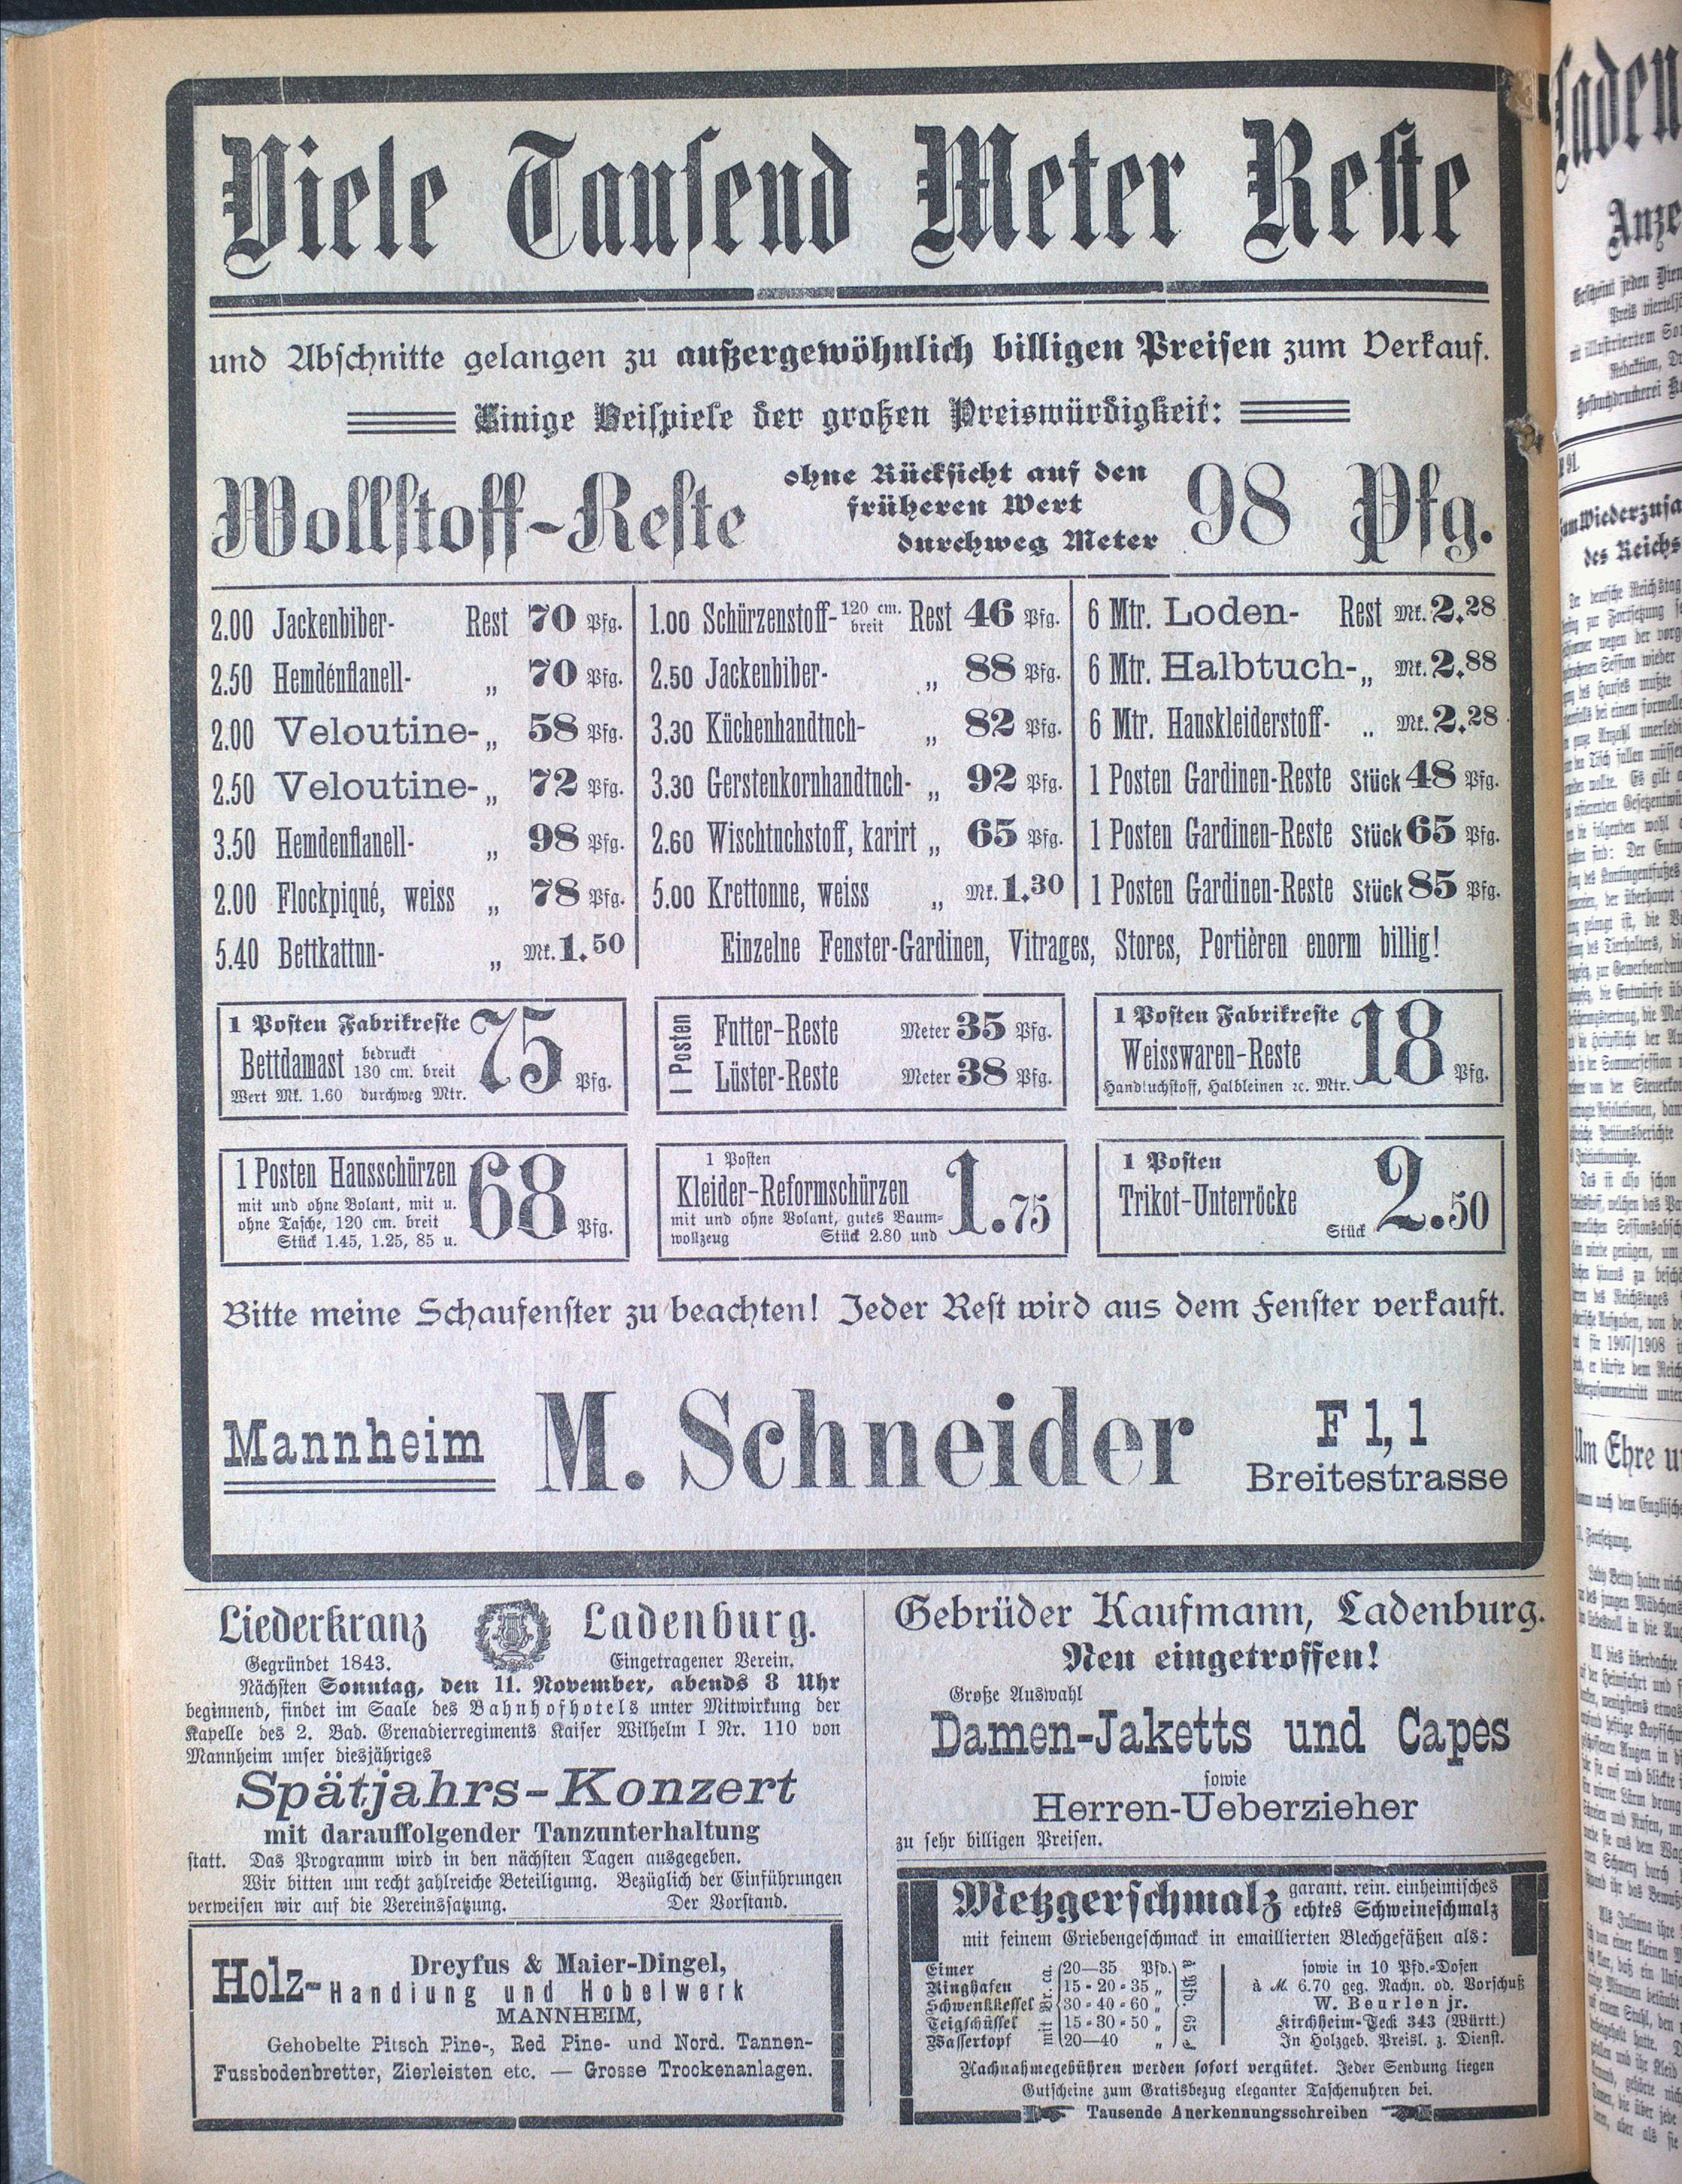 Viele Tausend Meter Reste
und Abschnitte gelangen zu außergewöhnlich billigen Preisen zum Verkauf.
Einige Beispiele der großen Preiswürdigkeit:
Wollstoff-Reste
ohne Rücksicht auf den
früheren Wert
durchweg Meter
98 Pfg.
2.00 Jackenbiber- Rest 70 Pfg.
2.50 Hemdenflanell- „ 70 Pfg.
2.00 Veloutine- „ 58 Pfg.
2.50 Veloutine- „ 72 Pfg.
3.50 Hemdenflanell- „ 98 Pfg.
2.00 Flockpiqué, weiss „ 78 Pfg.
5.40 Bettkattun- „ Mk. 1.50
1.00 Schürzenstoff- 120 cm. breit Rest 46 Pfg.
2.50 Jackenbiber- „ 88 Pfg.
3.30 Küchenhandtuch- „ 82 Pfg.
3.30 Gerstenkornhandtuch- „ 92 Pfg.
2.60 Wischtuchstoff, karirt „ 65 Pfg.
5.00 Krettonne, weiss „ Mk. 1.30
6 Mtr. Loden- Rest Mk. 2.28
6 Mtr. Halbtuch- „ Mk. 2.88
6 Mtr. Hauskleiderstoff- „ Mk. 2.28
1 Posten Gardinen-Reste Stück 48 Pfg.
1 Posten Gardinen-Reste Stück 65 Pfg.
1 Posten Gardinen-Reste Stück 85 Pfg.
Einzelne Fenster-Gardinen, Vitrages, Stores, Portièren enorm billig!
1 Posten Fabrikreste
Bettdamast bedruckt 130 cm. breit
Wert Mk. 1.60 durchweg Mtr.
75 Pfg.
1 Posten
Futter-Reste Meter 35 Pfg.
Lüster-Reste Meter 38 Pfg.
1 Posten Fabrikreste
Weisswaren-Reste
Handtuchstoff, Halbleinen ꝛc. Mtr.
18 Pfg.
1 Posten Hausschürzen
mit und ohne Volant, mit u.
ohne Tasche, 120 cm. breit
Stück 1.45, 1.25, 85 u.
68 Pfg.
1 Posten
Kleider-Reformschürzen
mit und ohne Volant, gutes Baum-
wollzeug Stück 2.80 und
1.75
1 Posten
Trikot-Unterröcke
Stück 2.50
Bitte meine Schaufenster zu beachten! Jeder Rest wird aus dem Fenster verkauft.
Mannheim
M. Schneider
F 1, 1
Breitestrasse
Liederkranz Ladenburg.
Gegründet 1843. Eingetragener Verein.
Nächsten Sonntag, den 11. November, abends 8 Uhr
beginnend, findet im Saale des Bahnhofhotels unter Mitwirkung der
Kapelle des 2. Bad. Grenadierregiments Kaiser Wilhelm I Nr. 110 von
Mannheim unser diesjähriges
Spätjahrs-Konzert
mit darauffolgender Tanzunterhaltung
statt. Das Programm wird in den nächsten Tagen ausgegeben.
Wir bitten um recht zahlreiche Beteiligung. Bezüglich der Einführungen
verweisen wir auf die Vereinssatzung. Der Vorstand.
Dreyfus & Maier-Dingel,
Holz-Handlung und Hobelwerk
MANNHEIM,
Gehobelte Pitsch Pine-, Red Pine- und Nord. Tannen-
Fussbodenbretter, Zierleisten etc. — Grosse Trockenanlagen.
Gebrüder Kaufmann, Ladenburg.
Neu eingetroffen!
Große Auswahl
Damen-Jaketts und Capes
sowie
Herren-Ueberzieher
zu sehr billigen Preisen.
Metzgerschmalz
garant. rein. einheimisches
echtes Schweineschmalz
mit feinem Griebengeschmack in emaillierten Blechgefäßen als:
Eimer 20—35 Pfd.
Ringhafen 15-20-35 „
Schwenkkessel 30-40-60 „
Teigschüssel 15-30-50 „
Wassertopf 20—40 „
mit Br. ca.
a Pfd. 65 ₰
sowie in 10 Pfd.-Dosen
à M. 6.70 geg. Nachn. od. Vorschuß
W. Beurlen jr.
Kirchheim-Teck 343 (Württ.)
In Holzgeb. Preisl. z. Dienst.
Nachnahmegebühren werden sofort vergütet. Jeder Sendung liegen
Gutscheine zum Gratisbezug eleganter Taschenuhren bei.
Tausende Anerkennungsschreiben
Laden
Anze
Erscheint jeden Dien
91.
des Reichs
Um Ehre u